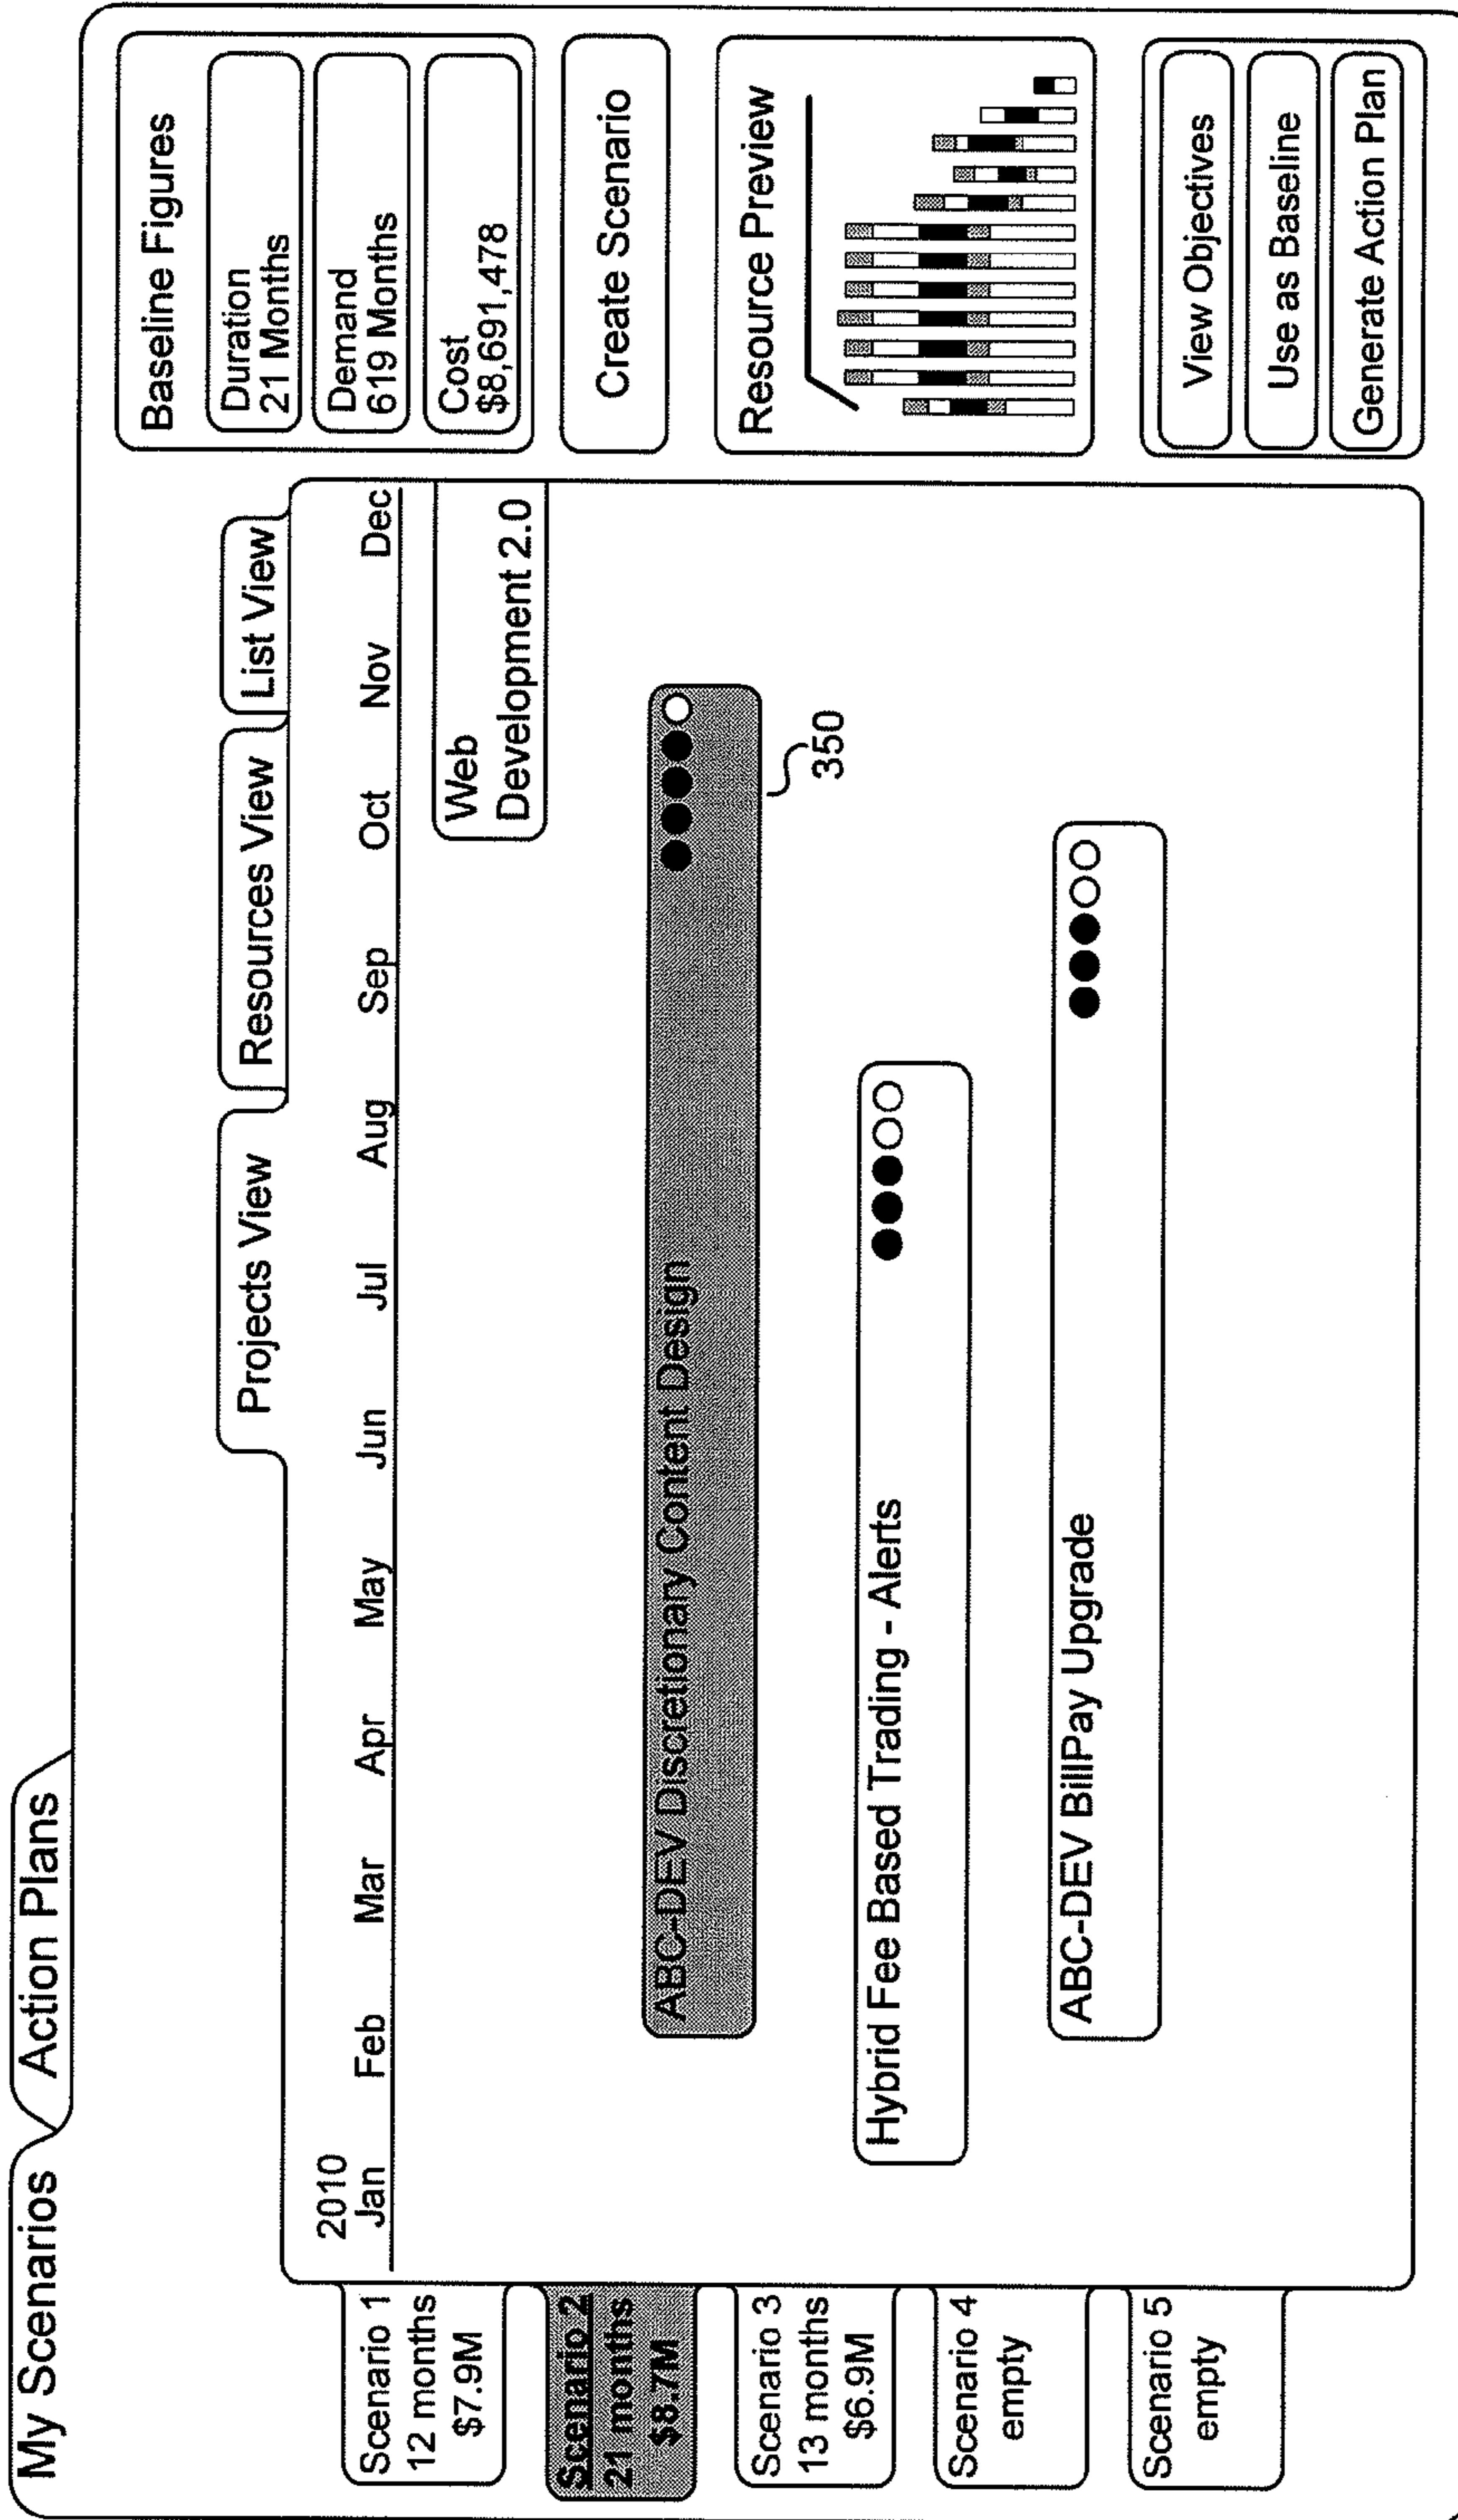 My Scenarios
Action Plans
Projects View
Resources View
List View
2010
Jan Feb Mar Apr May Jun Jul Aug Sep Oct Nov Dec
Scenario 1
12 months
$7.9M
Scenario 2
21 months
$8.7M
Scenario 3
13 months
$6.9M
Scenario 4
empty
Scenario 5
empty
Web
Development 2.0
ABC-DEV Discretionary Content Design
350
Hybrid Fee Based Trading - Alerts
ABC-DEV BillPay Upgrade
Baseline Figures
Duration
21 Months
Demand
619 Months
Cost
$8,691,478
Create Scenario
Resource Preview
View Objectives
Use as Baseline
Generate Action Plan